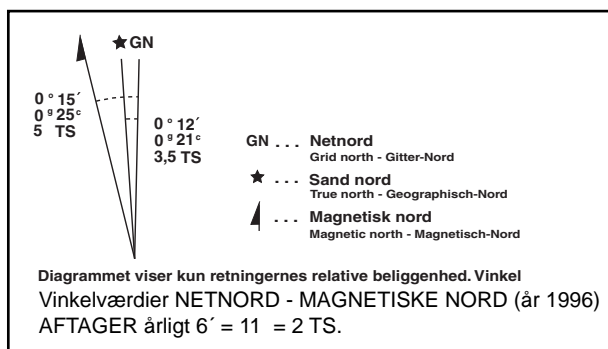 ★ GN
0 ° 15´
0 ᵍ 25ᶜ
5 TS
0 ° 12´
0 ᵍ 21ᶜ
3,5 TS
GN . . . Netnord
Grid north - Gitter-Nord
★ . . . Sand nord
True north - Geographisch-Nord
. . . Magnetisk nord
Magnetic north - Magnetisch-Nord
Diagrammet viser kun retningernes relative beliggenhed. Vinkel
Vinkelværdier NETNORD - MAGNETISKE NORD (år 1996)
AFTAGER årligt 6´ = 11 = 2 TS.